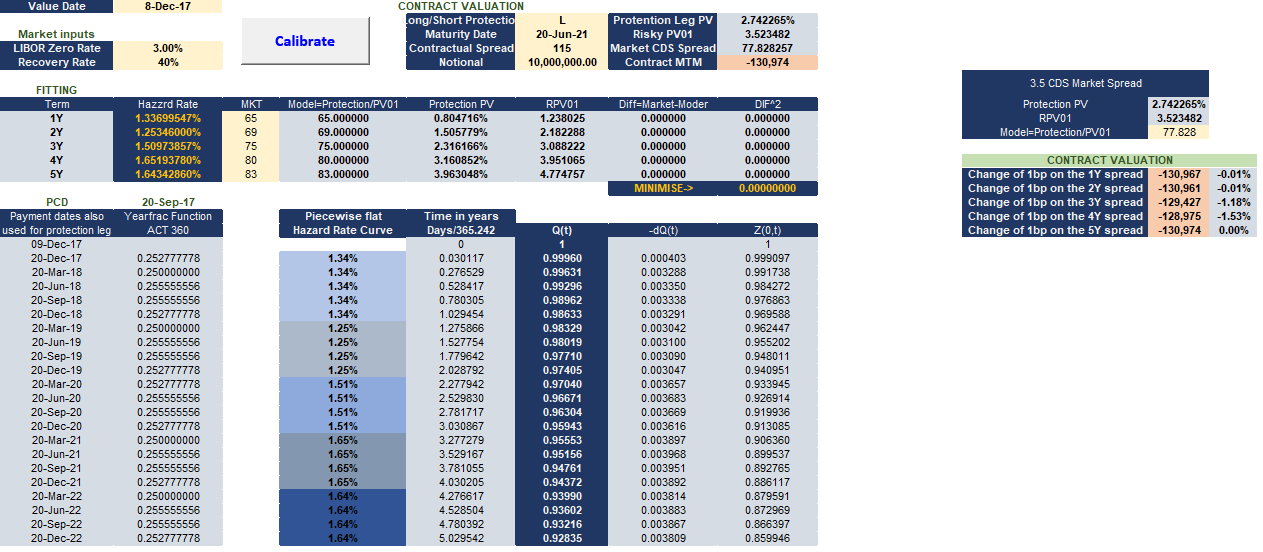 Value Date 8-Dec-17 CONTRACT VALUATION
Calibrate
ong/Short Protectio L Protention Leg PV 2.742265%
Market inputs Maturity Date 20-Jun-21 Risky PV01 3.523482
LIBOR Zero Rate 3.00% Contractual Spread 115 Market CDS Spread 77.828257
Recovery Rate 40% Notional 10,000,000.00 Contract MTM -130,974
3.5 CDS Market Spread
Protection PV 2.742265%
RPV01 3.523482
Model=Protection/PV01 77.828
FITTING
Term Hazzrd Rate MKT Model=Protection/PV01 Protection PV RPV01 Diff=Market-Moder DIF^2
1Y 1.33699547% 65 65.000000 0.804716% 1.238025 0.000000 0.000000
2Y 1.25346000% 69 69.000000 1.505779% 2.182288 0.000000 0.000000
3Y 1.50973857% 75 75.000000 2.316166% 3.088222 0.000000 0.000000
4Y 1.65193780% 80 80.000000 3.160852% 3.951065 0.000000 0.000000
5Y 1.64342860% 83 83.000000 3.963048% 4.774757 0.000000 0.000000
MINIMISE-> 0.00000000
CONTRACT VALUATION
Change of 1bp on the 1Y spread -130,967 -0.01%
Change of 1bp on the 2Y spread -130,961 -0.01%
Change of 1bp on the 3Y spread -129,427 -1.18%
Change of 1bp on the 4Y spread -128,975 -1.53%
Change of 1bp on the 5Y spread -130,974 0.00%
PCD 20-Sep-17
Payment dates also Yearfrac Function Piecewise flat Time in years
used for protection leg ACT 360 Hazard Rate Curve Days/365.242 Q(t) -dQ(t) Z(0,t)
09-Dec-17 0 1 1
20-Dec-17 0.252777778 1.34% 0.030117 0.99960 0.000403 0.999097
20-Mar-18 0.250000000 1.34% 0.276529 0.99631 0.003288 0.991738
20-Jun-18 0.255555556 1.34% 0.528417 0.99296 0.003350 0.984272
20-Sep-18 0.255555556 1.34% 0.780305 0.98962 0.003338 0.976863
20-Dec-18 0.252777778 1.34% 1.029454 0.98633 0.003291 0.969588
20-Mar-19 0.250000000 1.25% 1.275866 0.98329 0.003042 0.962447
20-Jun-19 0.255555556 1.25% 1.527754 0.98019 0.003100 0.955202
20-Sep-19 0.255555556 1.25% 1.779642 0.97710 0.003090 0.948011
20-Dec-19 0.252777778 1.25% 2.028792 0.97405 0.003047 0.940951
20-Mar-20 0.252777778 1.51% 2.277942 0.97040 0.003657 0.933945
20-Jun-20 0.255555556 1.51% 2.529830 0.96671 0.003683 0.926914
20-Sep-20 0.255555556 1.51% 2.781717 0.96304 0.003669 0.919936
20-Dec-20 0.252777778 1.51% 3.030867 0.95943 0.003616 0.913085
20-Mar-21 0.250000000 1.65% 3.277279 0.95553 0.003897 0.906360
20-Jun-21 0.255555556 1.65% 3.529167 0.95156 0.003968 0.899537
20-Sep-21 0.255555556 1.65% 3.781055 0.94761 0.003951 0.892765
20-Dec-21 0.252777778 1.65% 4.030205 0.94372 0.003892 0.886117
20-Mar-22 0.250000000 1.64% 4.276617 0.93990 0.003814 0.879591
20-Jun-22 0.255555556 1.64% 4.528504 0.93602 0.003883 0.872969
20-Sep-22 0.255555556 1.64% 4.780392 0.93216 0.003867 0.866397
20-Dec-22 0.252777778 1.64% 5.029542 0.92835 0.003809 0.859946